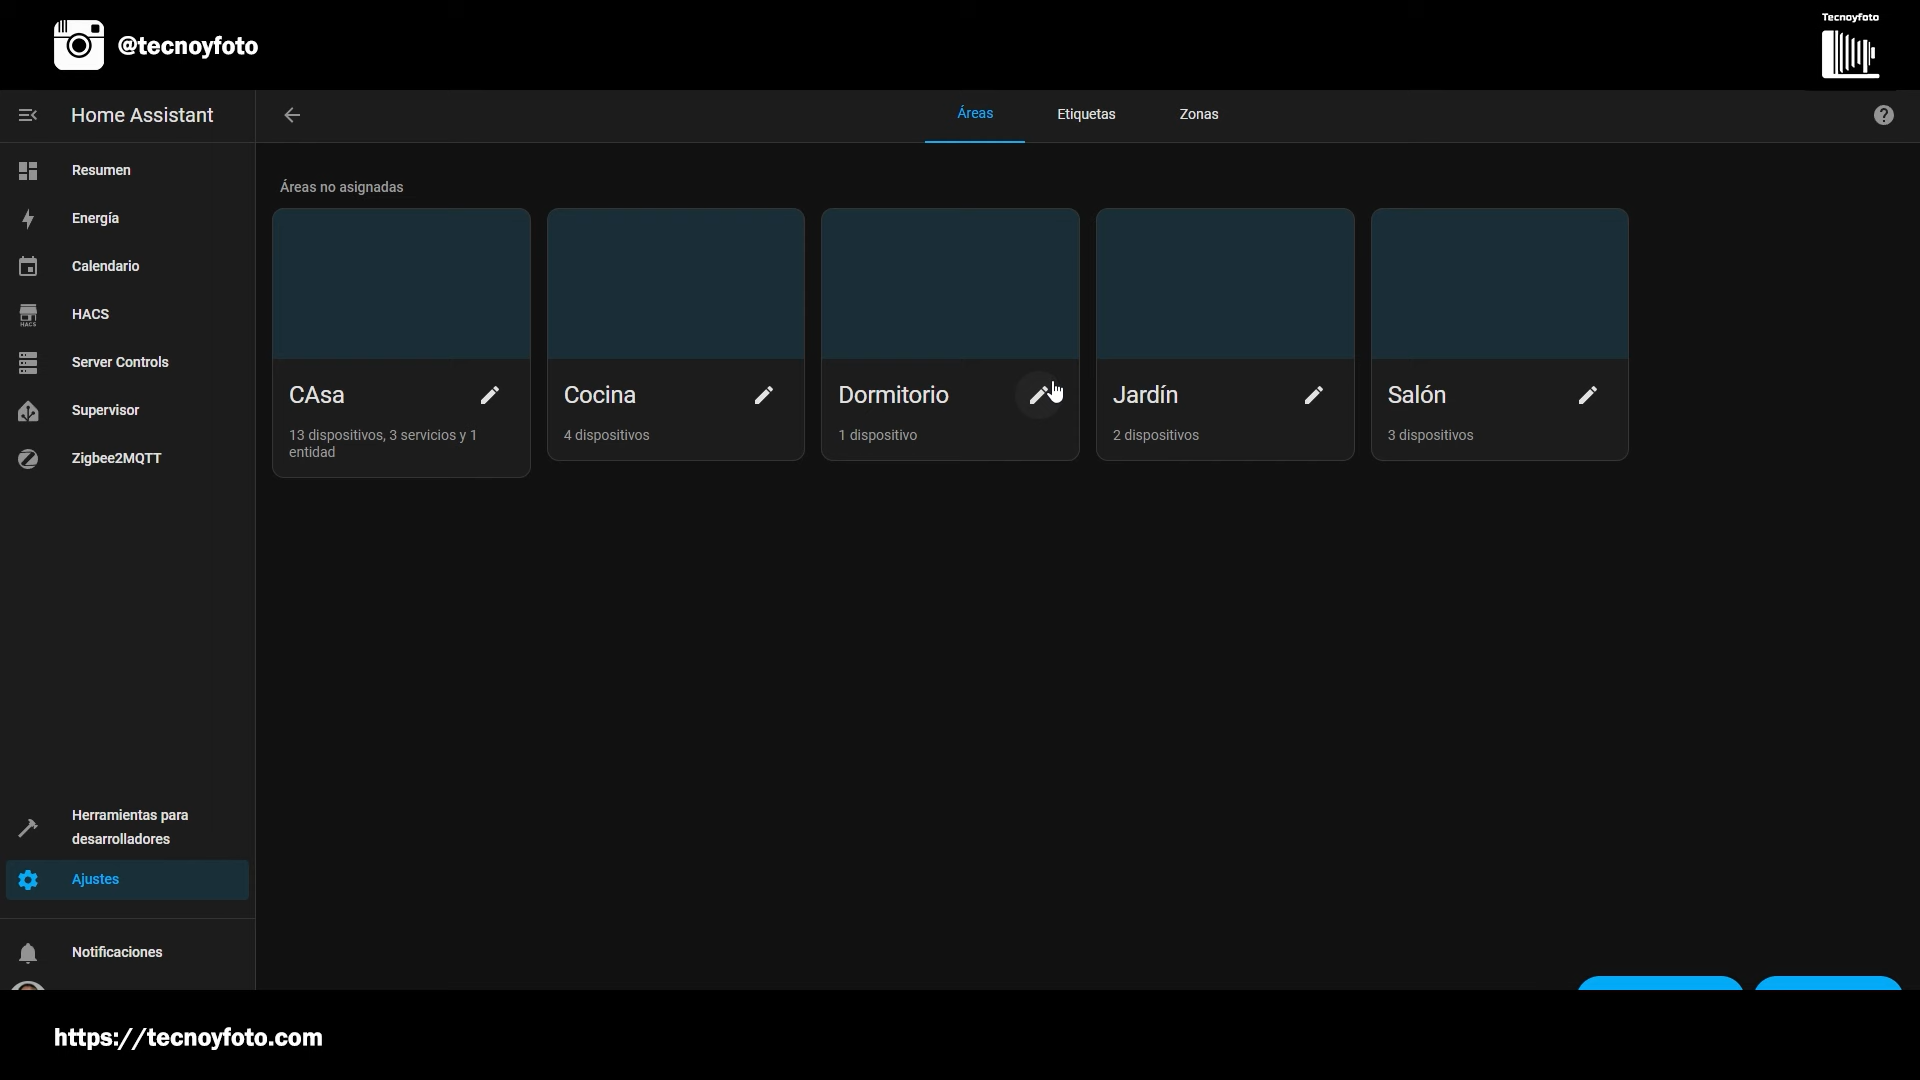 @tecnoyfoto
Tecnoyfoto
Home Assistant
Áreas
Etiquetas
Zonas
Resumen
Energía
Calendario
HACS
HACS
Server Controls
Supervisor
Zigbee2MQTT
Áreas no asignadas
CAsa
13 dispositivos, 3 servicios y 1
entidad
Cocina
4 dispositivos
Dormitorio
1 dispositivo
Jardín
2 dispositivos
Salón
3 dispositivos
Herramientas para
desarrolladores
Ajustes
Notificaciones
https://tecnoyfoto.com